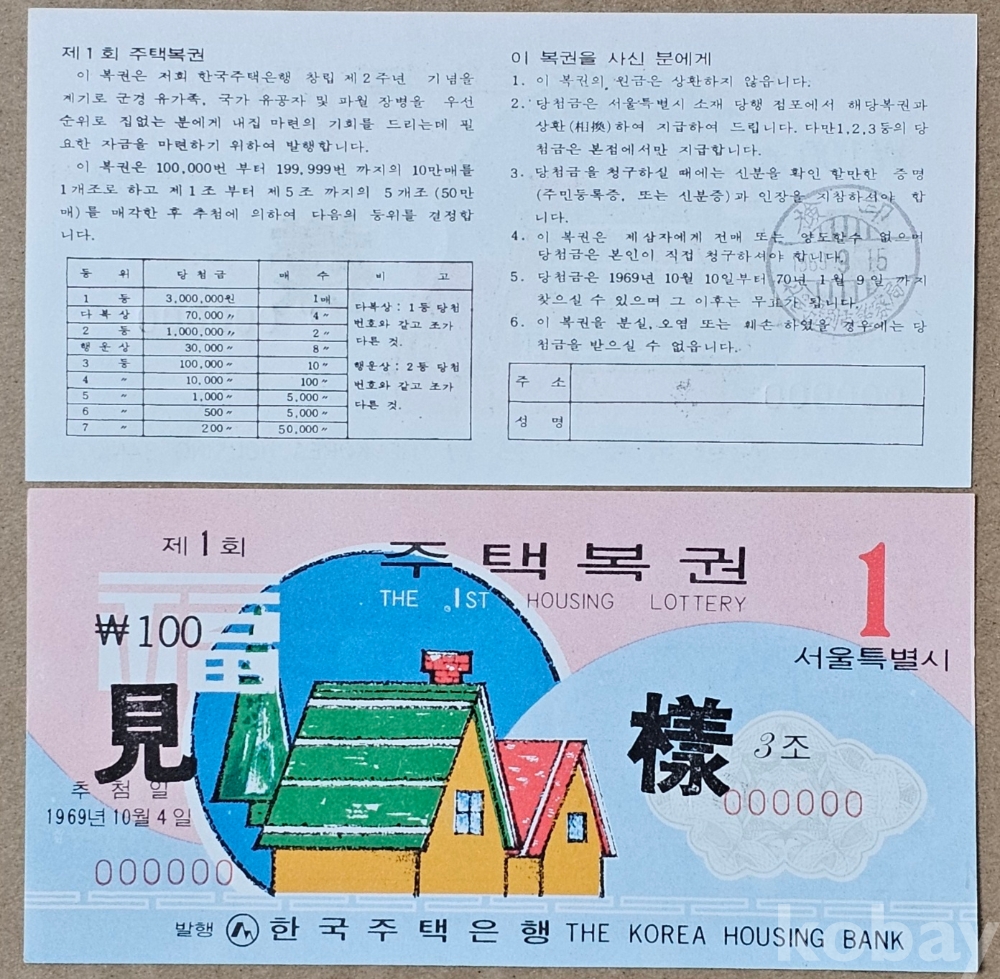 제1회 주택복권
이 복권은 저희 한국주택은행 창립 제2주년 기념을
계기로 군경 유가족, 국가 유공자 및 파월 장병을 우선
순위로 집없는 분에게 내집 마련의 기회를 드리는데 필
요한 자금을 마련하기 위하여 발행합니다.
이 복권은 100,000번 부터 199,999번 까지의 10만매를
1개조로 하고 제1조 부터 제5조 까지의 5개조 (50만
매)를 매각한 후 추첨에 의하여 다음의 등위를 결정합
니다.
등 위 당 첨 금 매 수 비 고
1 등 3,000,000원 1매
다 복 상 70,000〃 4〃
2 등 1,000,000〃 2〃
행 운 상 30,000〃 8〃
3 등 100,000〃 10〃
4 〃 10,000〃 100〃
5 〃 1,000〃 5,000〃
6 〃 500〃 5,000〃
7 〃 200〃 50,000〃
다복상: 1등 당첨
번호와 같고 조가
다른 것.
행운상: 2등 당첨
번호와 같고 조가
다른 것.
이 복권을 사신 분에게
1. 이 복권의 원금은 상환하지 않읍니다.
2. 당첨금은 서울특별시 소재 당행 점포에서 해당복권과
상환(相換)하여 지급하여 드립니다. 다만1,2,3등의 당
첨금은 본점에서만 지급합니다.
3. 당첨금을 청구하실 때에는 신분을 확인 할만한 증명
(주민등록증, 또는 신분증)과 인장을 지참하셔야 합
니다.
4. 이 복권은 제삼자에게 전매 또는 양도할수 없으며
당첨금은 본인이 직접 청구하셔야 합니다.
5. 당첨금은 1969년 10월 10일부터 70년 1월 9일 까지
찾으실 수 있으며 그 이후는 무효가 됩니다.
6. 이 복권을 분실, 오염 또는 훼손 하였을 경우에는 당
첨금을 받으실 수 없읍니다.
주 소
성 명
1969 9 15
제1회 주택복권
THE 1ST HOUSING LOTTERY
1
서울특별시
福
₩100
見 樣
3조
000000
추 첨 일
1969년 10월 4일
000000
발행 한국주택은행 THE KOREA HOUSING BANK
kobay